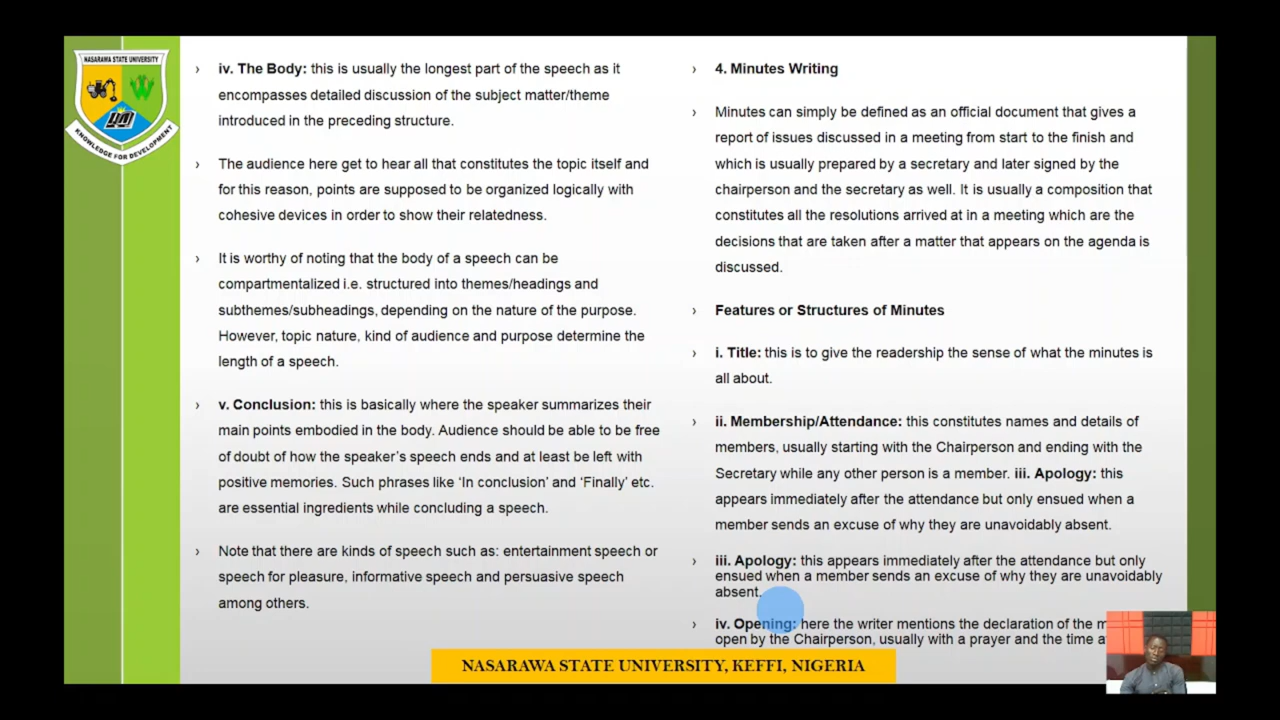 NASARAWA STATE UNIVERSITY
KNOWLEDGE FOR DEVELOPMENT
› iv. The Body: this is usually the longest part of the speech as it
encompasses detailed discussion of the subject matter/theme
introduced in the preceding structure.
› The audience here get to hear all that constitutes the topic itself and
for this reason, points are supposed to be organized logically with
cohesive devices in order to show their relatedness.
› It is worthy of noting that the body of a speech can be
compartmentalized i.e. structured into themes/headings and
subthemes/subheadings, depending on the nature of the purpose.
However, topic nature, kind of audience and purpose determine the
length of a speech.
› v. Conclusion: this is basically where the speaker summarizes their
main points embodied in the body. Audience should be able to be free
of doubt of how the speaker's speech ends and at least be left with
positive memories. Such phrases like 'In conclusion' and 'Finally' etc.
are essential ingredients while concluding a speech.
› Note that there are kinds of speech such as: entertainment speech or
speech for pleasure, informative speech and persuasive speech
among others.
› 4. Minutes Writing
› Minutes can simply be defined as an official document that gives a
report of issues discussed in a meeting from start to the finish and
which is usually prepared by a secretary and later signed by the
chairperson and the secretary as well. It is usually a composition that
constitutes all the resolutions arrived at in a meeting which are the
decisions that are taken after a matter that appears on the agenda is
discussed.
› Features or Structures of Minutes
› i. Title: this is to give the readership the sense of what the minutes is
all about.
› ii. Membership/Attendance: this constitutes names and details of
members, usually starting with the Chairperson and ending with the
Secretary while any other person is a member. iii. Apology: this
appears immediately after the attendance but only ensued when a
member sends an excuse of why they are unavoidably absent.
› iii. Apology: this appears immediately after the attendance but only
ensued when a member sends an excuse of why they are unavoidably
absent.
› iv. Opening: here the writer mentions the declaration of the
open by the Chairperson, usually with a prayer and the time
NASARAWA STATE UNIVERSITY, KEFFI, NIGERIA